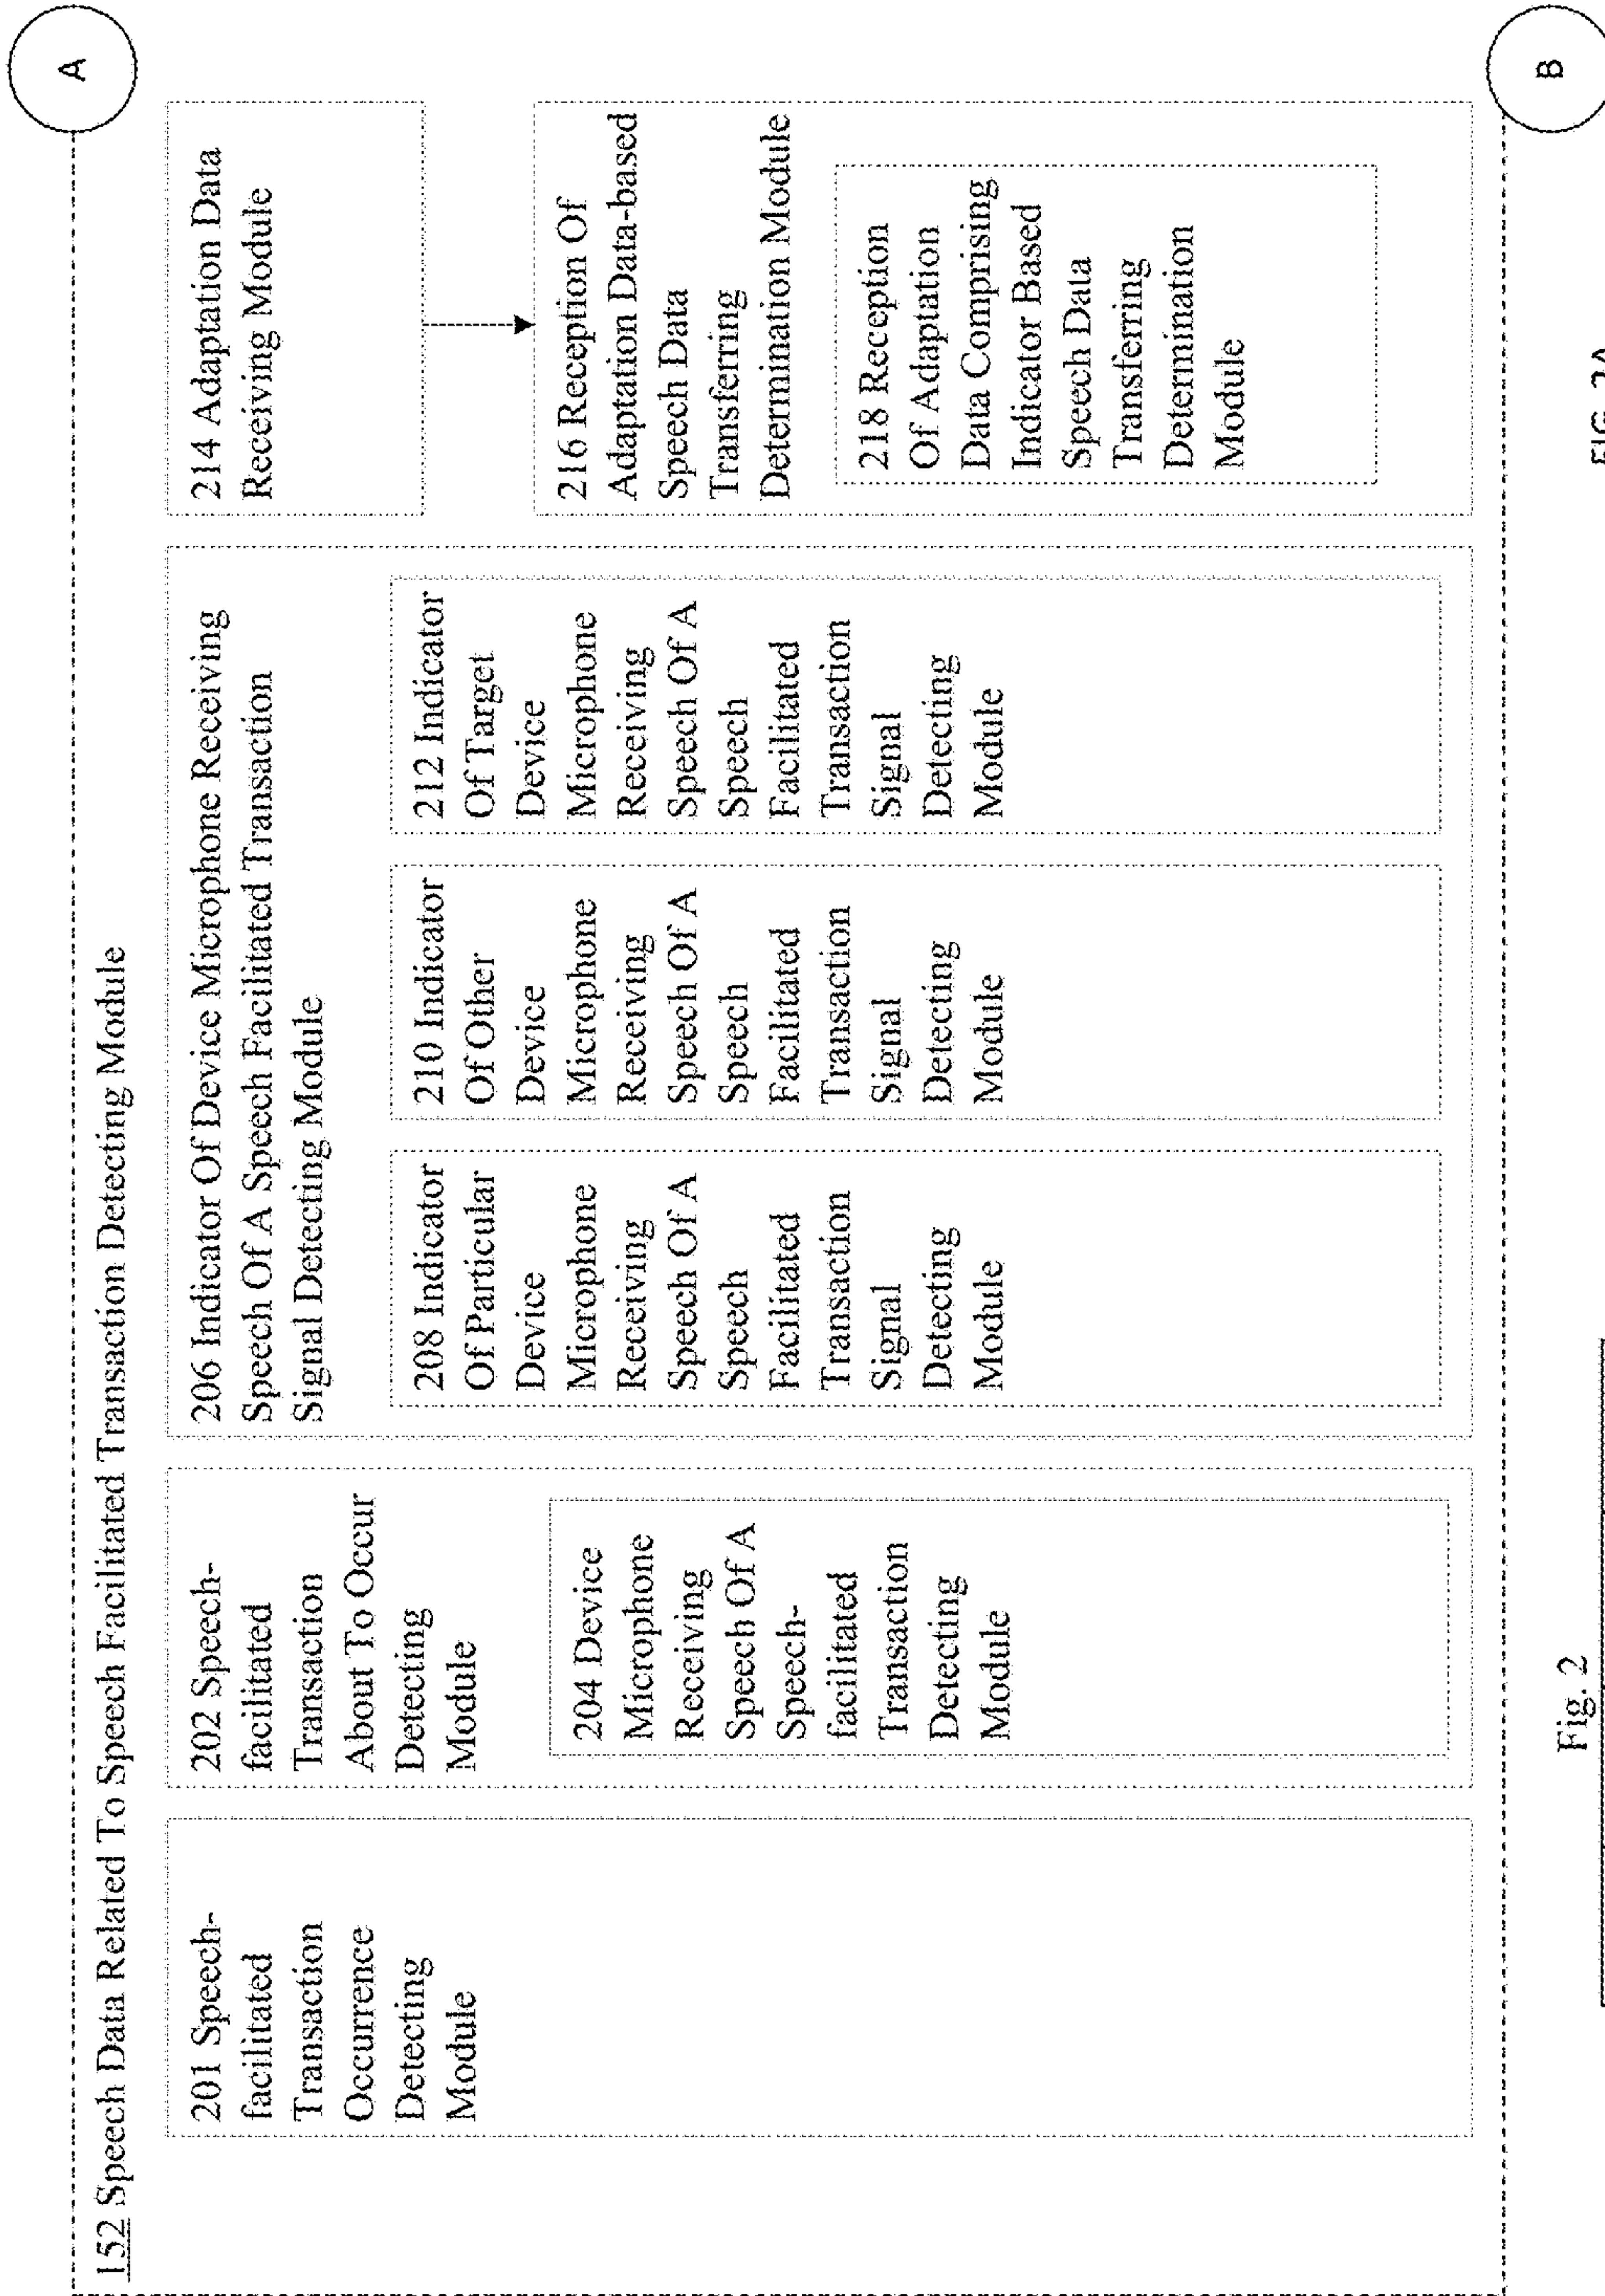 152 Speech Data Related To Speech Facilitated Transaction Detecting Module
201 Speech-
facilitated
Transaction
Occurrence
Detecting
Module
202 Speech-
facilitated
Transaction
About To Occur
Detecting
Module
204 Device
Microphone
Receiving
Speech Of A
Speech-
facilitated
Transaction
Detecting
Module
206 Indicator Of Device Microphone Receiving
Speech Of A Speech Facilitated Transaction
Signal Detecting Module
208 Indicator
Of Particular
Device
Microphone
Receiving
Speech Of A
Speech
Facilitated
Transaction
Signal
Detecting
Module
210 Indicator
Of Other
Device
Microphone
Receiving
Speech Of A
Speech
Facilitated
Transaction
Signal
Detecting
Module
212 Indicator
Of Target
Device
Microphone
Receiving
Speech Of A
Speech
Facilitated
Transaction
Signal
Detecting
Module
214 Adaptation Data
Receiving Module
216 Reception Of
Adaptation Data-based
Speech Data
Transferring
Determination Module
218 Reception
Of Adaptation
Data Comprising
Indicator Based
Speech Data
Transferring
Determination
Module
A
B
Fig. 2